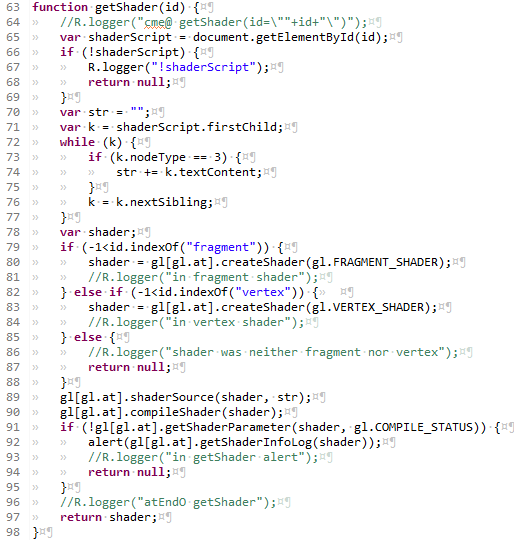 63 function getShader(id) {
64 //R.logger("cme@ getShader(id=\""+id+"\")");
65 var shaderScript = document.getElementById(id);
66 if (!shaderScript) {
67 R.logger("!shaderScript");
68 return null;
69 }
70 var str = "";
71 var k = shaderScript.firstChild;
72 while (k) {
73 if (k.nodeType == 3) {
74 str += k.textContent;
75 }
76 k = k.nextSibling;
77 }
78 var shader;
79 if (-1<id.indexOf("fragment")) {
80 shader = gl[gl.at].createShader(gl.FRAGMENT_SHADER);
81 //R.logger("in fragment shader");
82 } else if (-1<id.indexOf("vertex")) {
83 shader = gl[gl.at].createShader(gl.VERTEX_SHADER);
84 //R.logger("in vertex shader");
85 } else {
86 //R.logger("shader was neither fragment nor vertex");
87 return null;
88 }
89 gl[gl.at].shaderSource(shader, str);
90 gl[gl.at].compileShader(shader);
91 if (!gl[gl.at].getShaderParameter(shader, gl.COMPILE_STATUS)) {
92 alert(gl[gl.at].getShaderInfoLog(shader));
93 //R.logger("in getShader alert");
94 return null;
95 }
96 //R.logger("atEndO getShader");
97 return shader;
98 }